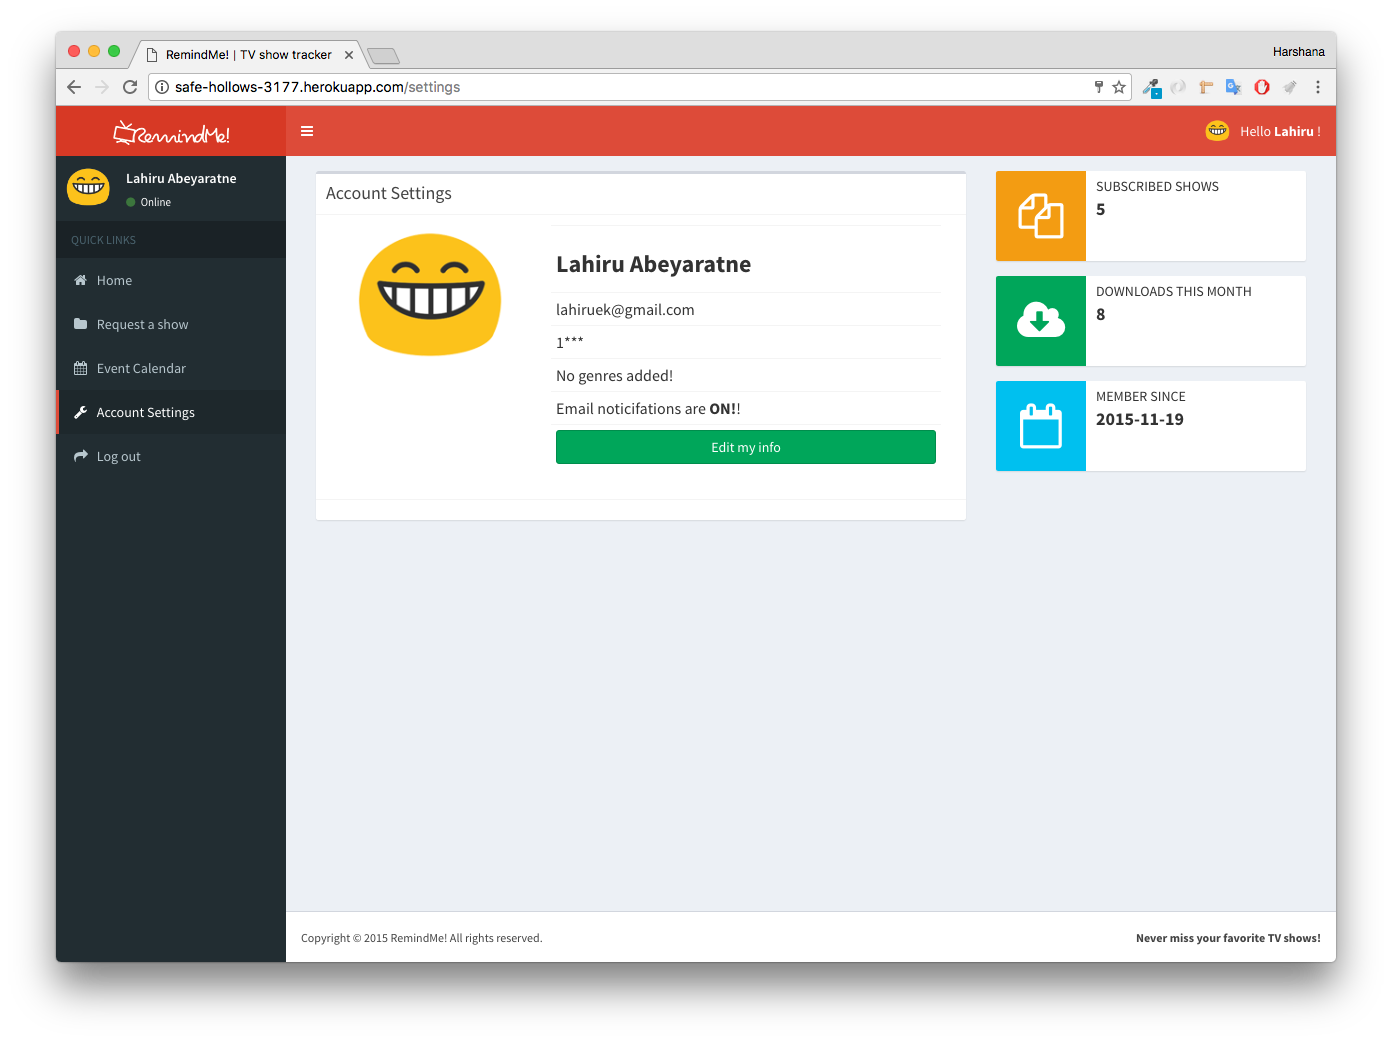 RemindMe! | TV show tracker
Harshana
safe-hollows-3177.herokuapp.com/settings
RemindMe!
Hello Lahiru !
Lahiru Abeyaratne
Online
QUICK LINKS
Home
Request a show
Event Calendar
Account Settings
Log out
Account Settings
Lahiru Abeyaratne
lahiruek@gmail.com
1***
No genres added!
Email noticifations are ON!!
Edit my info
SUBSCRIBED SHOWS
5
DOWNLOADS THIS MONTH
8
MEMBER SINCE
2015-11-19
Copyright © 2015 RemindMe! All rights reserved.
Never miss your favorite TV shows!